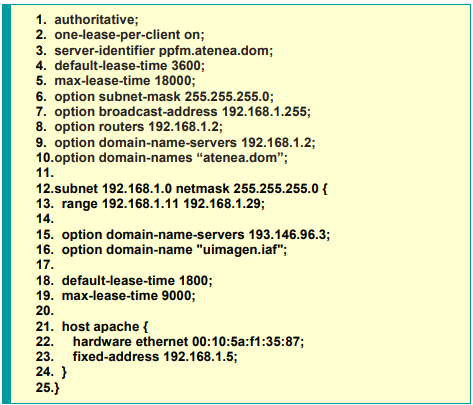 1. authoritative;
2. one-lease-per-client on;
3. server-identifier ppfm.atenea.dom;
4. default-lease-time 3600;
5. max-lease-time 18000;
6. option subnet-mask 255.255.255.0;
7. option broadcast-address 192.168.1.255;
8. option routers 192.168.1.2;
9. option domain-name-servers 192.168.1.2;
10.option domain-names “atenea.dom”;
11.
12.subnet 192.168.1.0 netmask 255.255.255.0 {
13. range 192.168.1.11 192.168.1.29;
14.
15. option domain-name-servers 193.146.96.3;
16. option domain-name "uimagen.iaf";
17.
18. default-lease-time 1800;
19. max-lease-time 9000;
20.
21. host apache {
22. hardware ethernet 00:10:5a:f1:35:87;
23. fixed-address 192.168.1.5;
24. }
25.}